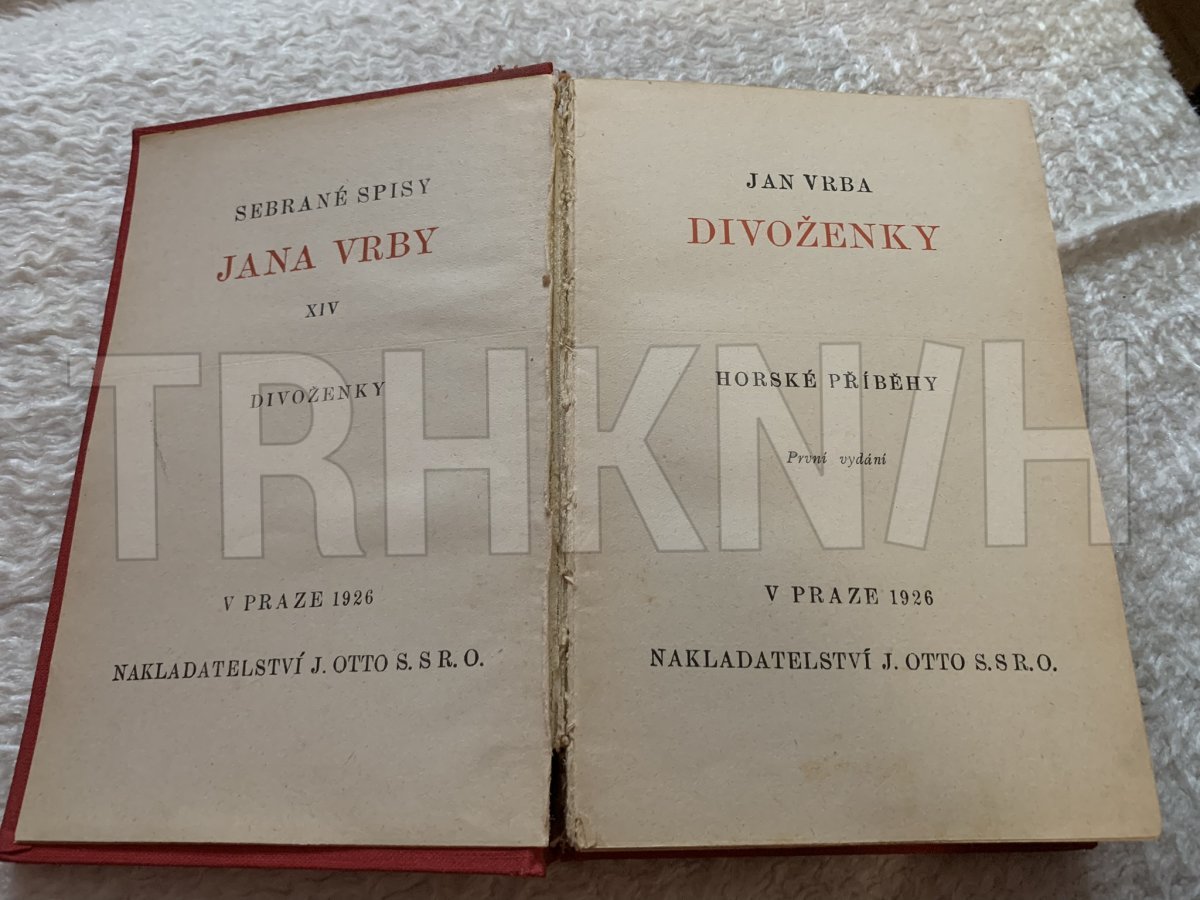 SEBRANÉ SPISY
JANA VRBY
XIV
DIVOŽENKY
V PRAZE 1926
NAKLADATELSTVÍ J. OTTO S. S R. O.
JAN VRBA
DIVOŽENKY
HORSKÉ PŘÍBĚHY
První vydání
V PRAZE 1926
NAKLADATELSTVÍ J. OTTO S. S R. O.
TRHKN/H